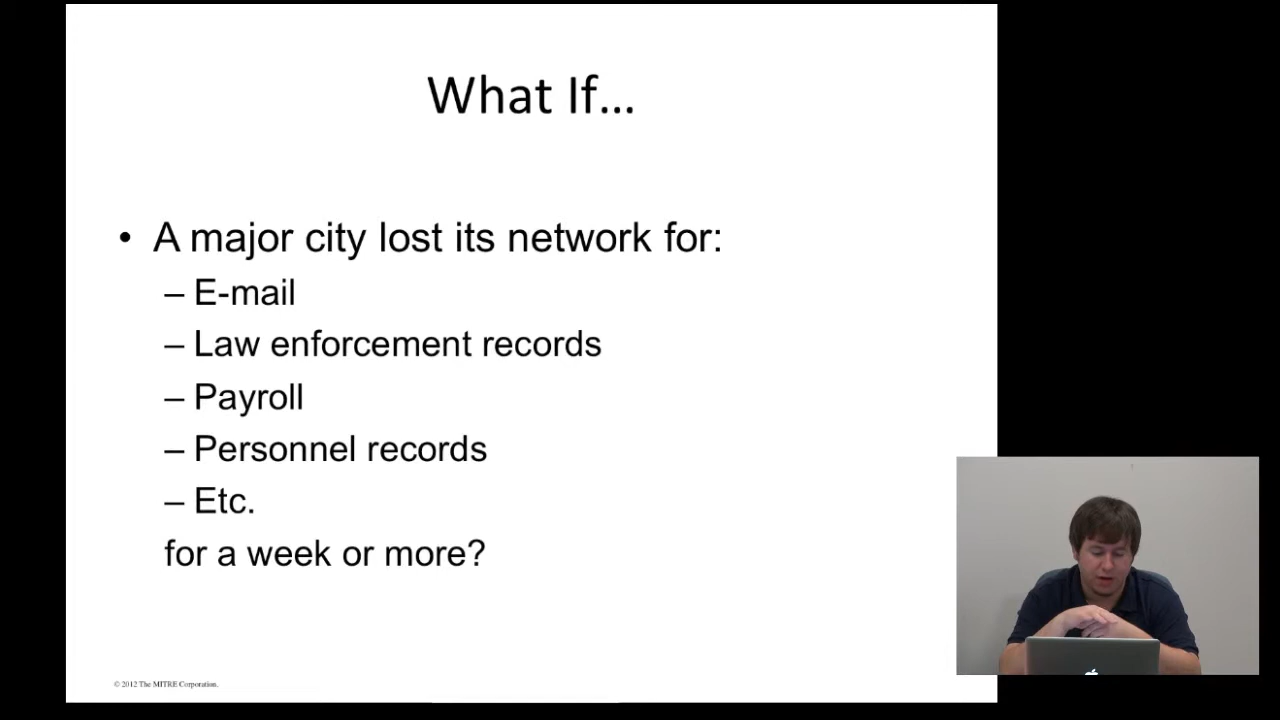 What If...
• A major city lost its network for:
– E-mail
– Law enforcement records
– Payroll
– Personnel records
– Etc.
for a week or more?
© 2012 The MITRE Corporation.